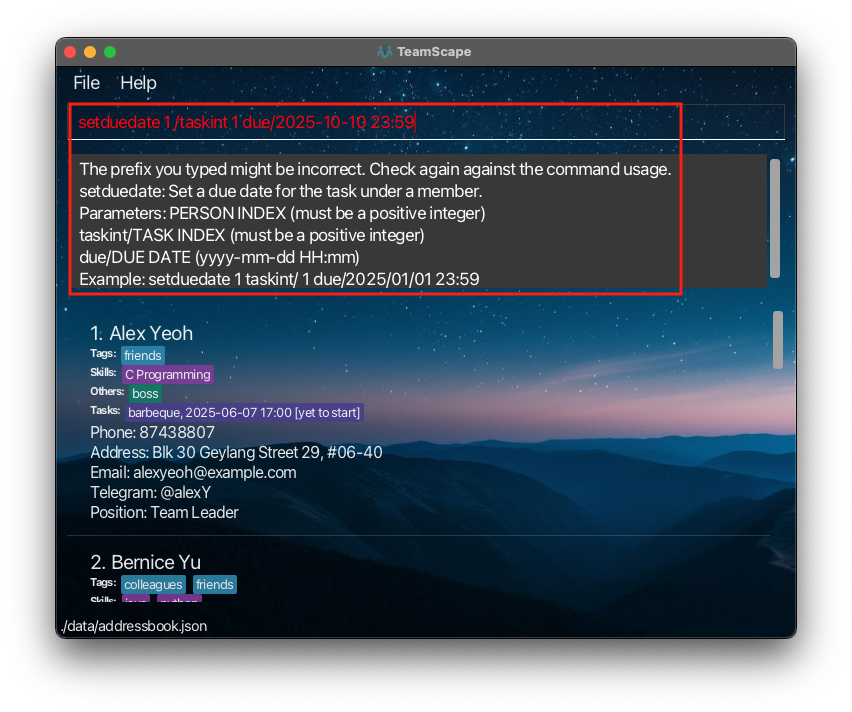 TeamScape
File Help
setduedate 1 /taskint 1 due/2025-10-10 23:59
The prefix you typed might be incorrect. Check again against the command usage.
setduedate: Set a due date for the task under a member.
Parameters: PERSON INDEX (must be a positive integer)
taskint/TASK INDEX (must be a positive integer)
due/DUE DATE (yyyy-mm-dd HH:mm)
Example: setduedate 1 taskint/ 1 due/2025/01/01 23:59
1. Alex Yeoh
Tags: friends
Skills: C Programming
Others: boss
Tasks: barbeque, 2025-06-07 17:00 [yet to start]
Phone: 87438807
Address: Blk 30 Geylang Street 29, #06-40
Email: alexyeoh@example.com
Telegram: @alexY
Position: Team Leader
2. Bernice Yu
Tags: colleagues friends
Skills: java python
./data/addressbook.json